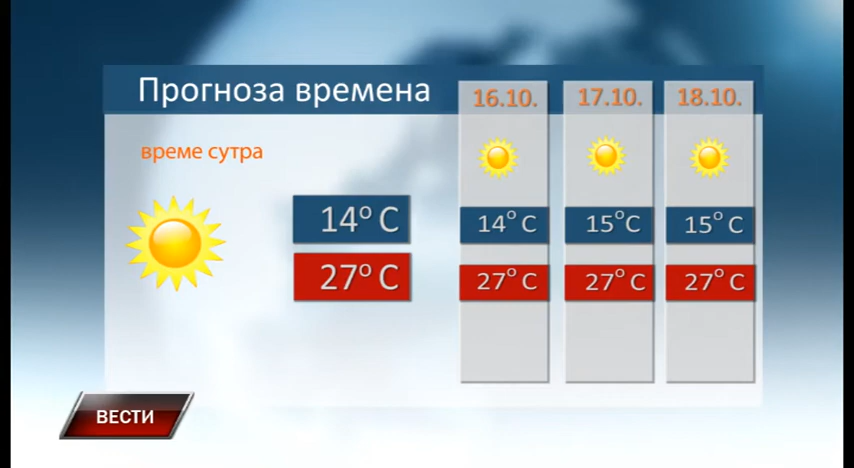 Прогноза времена
време сутра
14° C
27° C
16.10.
14° C
27° C
17.10.
15°C
27° C
18.10.
15° C
27° C
ВЕСТИ